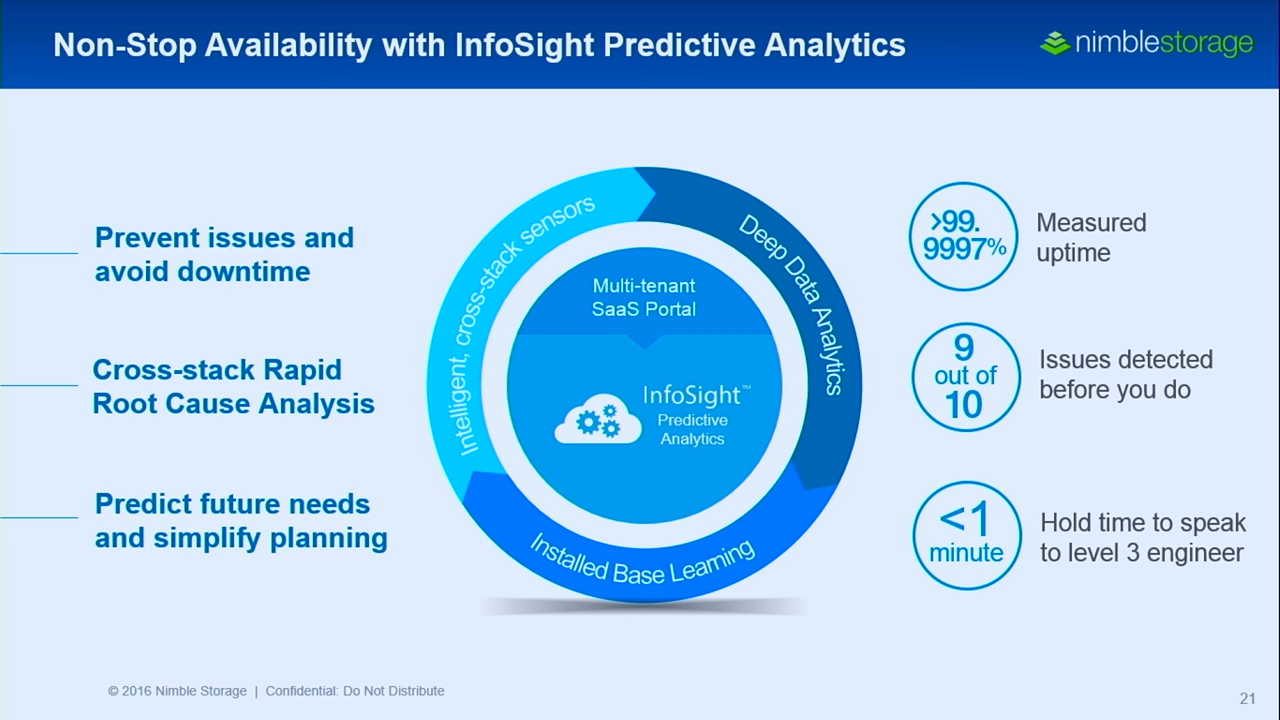 Non-Stop Availability with InfoSight Predictive Analytics
nimblestorage
Prevent issues and
avoid downtime
Cross-stack Rapid
Root Cause Analysis
Predict future needs
and simplify planning
Intelligent, cross-stack sensors
Deep Data Analytics
Installed Base Learning
Multi-tenant
SaaS Portal
InfoSight™
Predictive
Analytics
>99.
9997%
Measured
uptime
9
out of
10
Issues detected
before you do
<1
minute
Hold time to speak
to level 3 engineer
© 2016 Nimble Storage | Confidential: Do Not Distribute
21